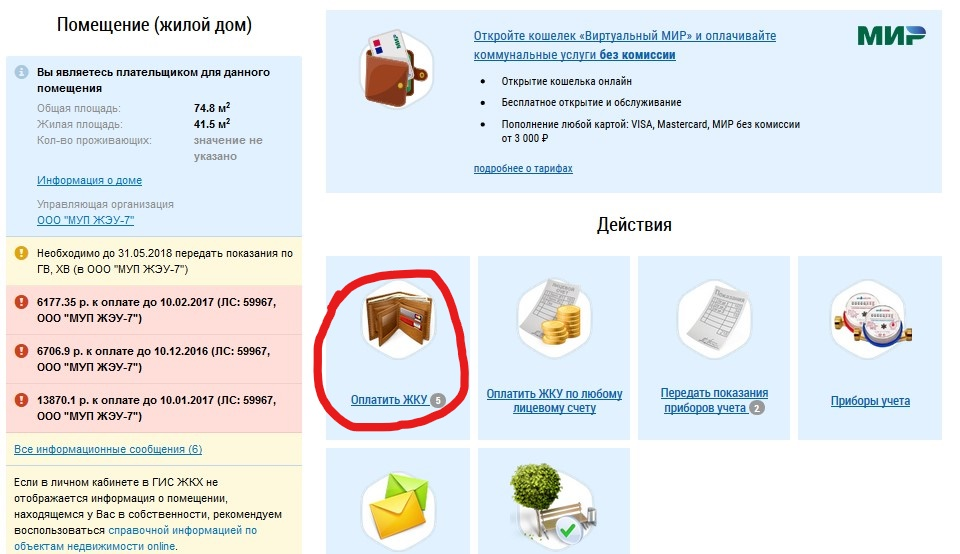 Помещение (жилой дом)
Вы являетесь плательщиком для данного
помещения
Общая площадь: 74.8 м²
Жилая площадь: 41.5 м²
Кол-во проживающих: значение не
указано
Информация о доме
Управляющая организация
ООО "МУП ЖЭУ-7"
Необходимо до 31.05.2018 передать показания по
ГВ, ХВ (в ООО "МУП ЖЭУ-7")
6177.35 р. к оплате до 10.02.2017 (ЛС: 59967,
ООО "МУП ЖЭУ-7")
6706.9 р. к оплате до 10.12.2016 (ЛС: 59967,
ООО "МУП ЖЭУ-7")
13870.1 р. к оплате до 10.01.2017 (ЛС: 59967,
ООО "МУП ЖЭУ-7")
Все информационные сообщения (6)
Если в личном кабинете в ГИС ЖКХ не
отображается информация о помещении,
находящемся у Вас в собственности, рекомендуем
воспользоваться справочной информацией по
объектам недвижимости online.
Откройте кошелек «Виртуальный МИР» и оплачивайте
коммунальные услуги без комиссии
Открытие кошелька онлайн
Бесплатное открытие и обслуживание
Пополнение любой картой: VISA, Mastercard, МИР без комиссии
от 3 000 ₽
подробнее о тарифах
МИР
Действия
Оплатить ЖКУ 5
Оплатить ЖКУ по любому
лицевому счету
Передать показания
приборов учета 2
Приборы учета